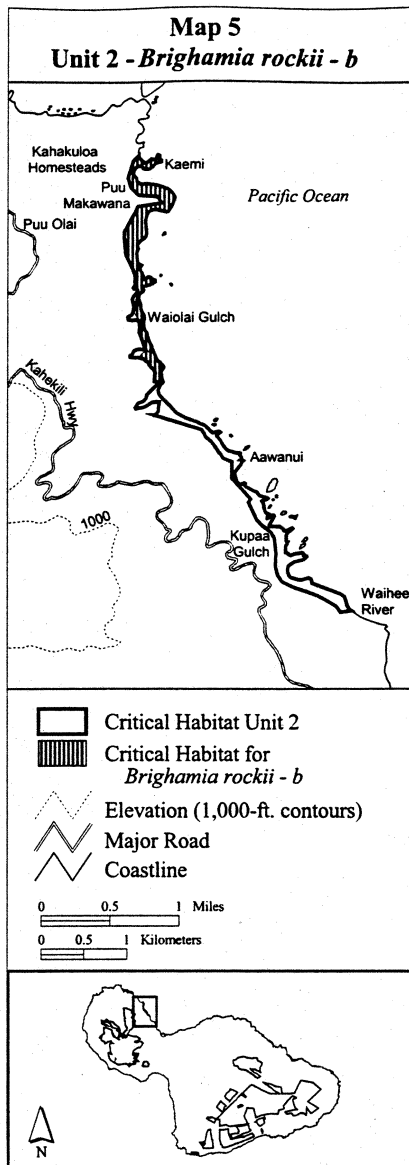 Map 5
Unit 2 - Brighamia rockii - b
Kahakuloa
Homesteads
Kaemi
Puu
Makawana
Pacific Ocean
Puu Olai
Waiolai Gulch
Kahekili
Hwy
Aawanui
1000
Kupaa
Gulch
Waihee
River
Critical Habitat Unit 2
Critical Habitat for
Brighamia rockii - b
Elevation (1,000-ft. contours)
Major Road
Coastline
0 0.5 1 Miles
0 0.5 1 Kilometers
N